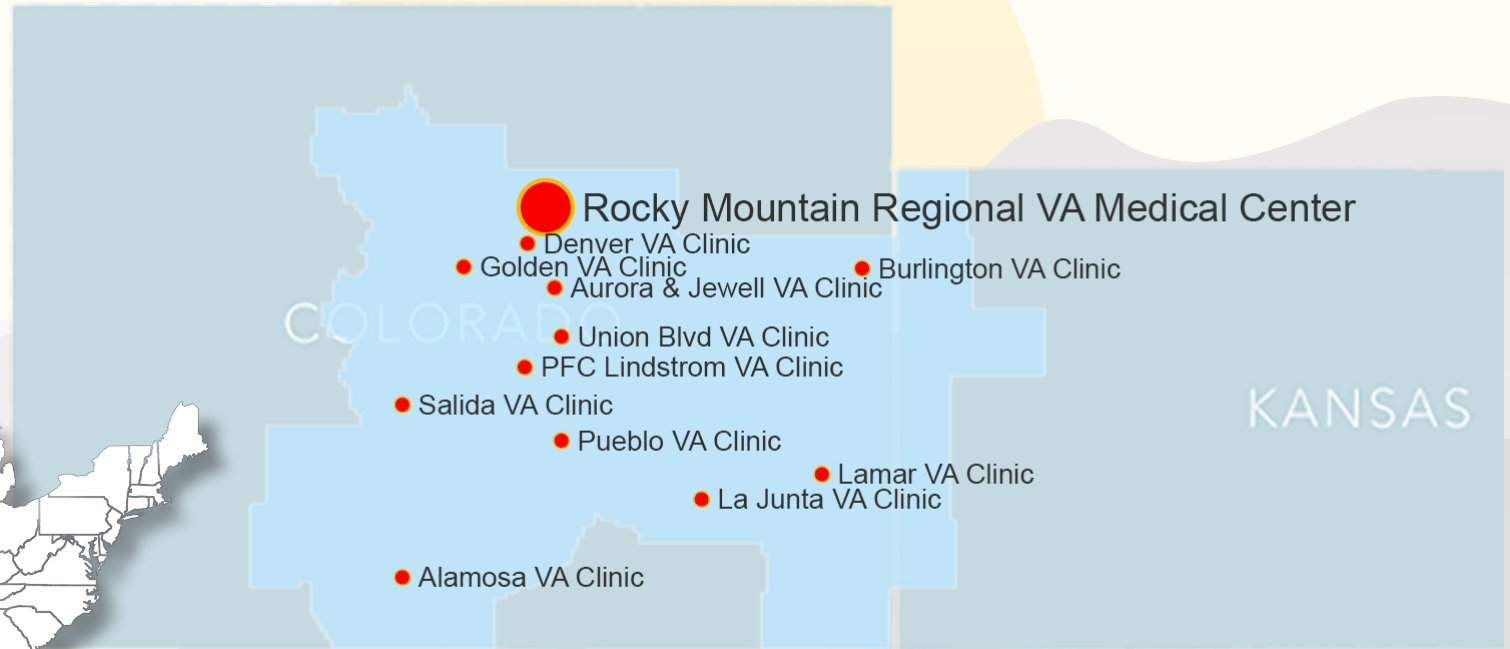 Rocky Mountain Regional VA Medical Center
Denver VA Clinic
Golden VA Clinic
Burlington VA Clinic
Aurora & Jewell VA Clinic
COLORADO
Union Blvd VA Clinic
PFC Lindstrom VA Clinic
Salida VA Clinic
KANSAS
Pueblo VA Clinic
Lamar VA Clinic
La Junta VA Clinic
Alamosa VA Clinic